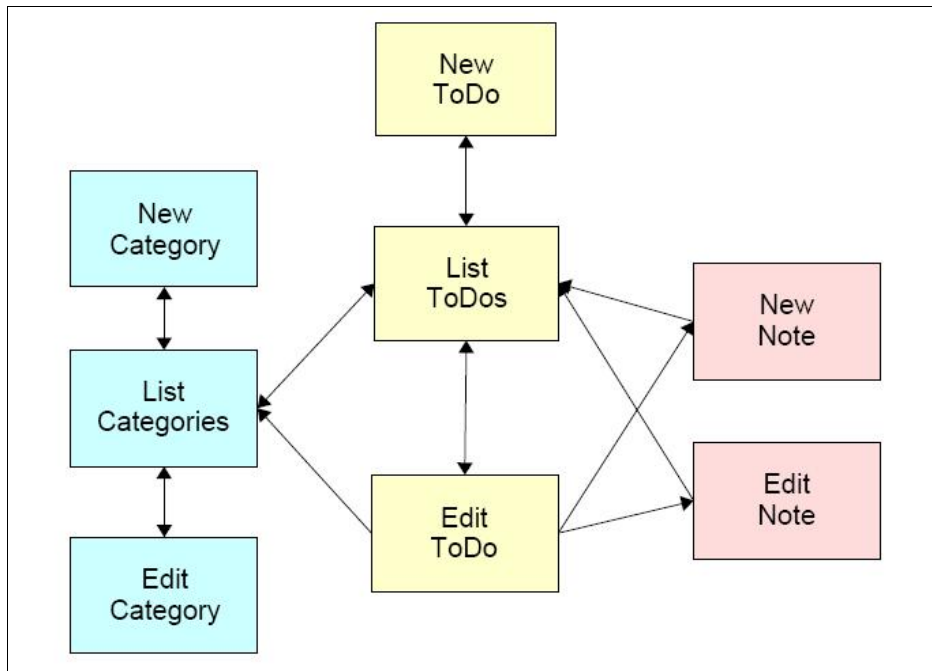 New
ToDo
New
Category
List
ToDos
New
Note
List
Categories
Edit
ToDo
Edit
Note
Edit
Category